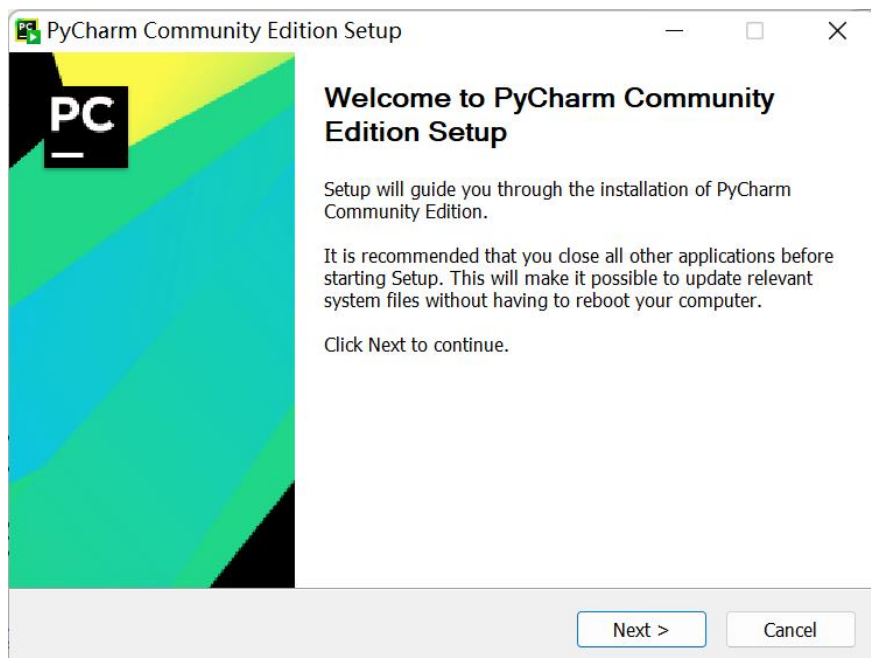 PyCharm Community Edition Setup
PC
Welcome to PyCharm Community
Edition Setup
Setup will guide you through the installation of PyCharm
Community Edition.
It is recommended that you close all other applications before
starting Setup. This will make it possible to update relevant
system files without having to reboot your computer.
Click Next to continue.
Next >
Cancel